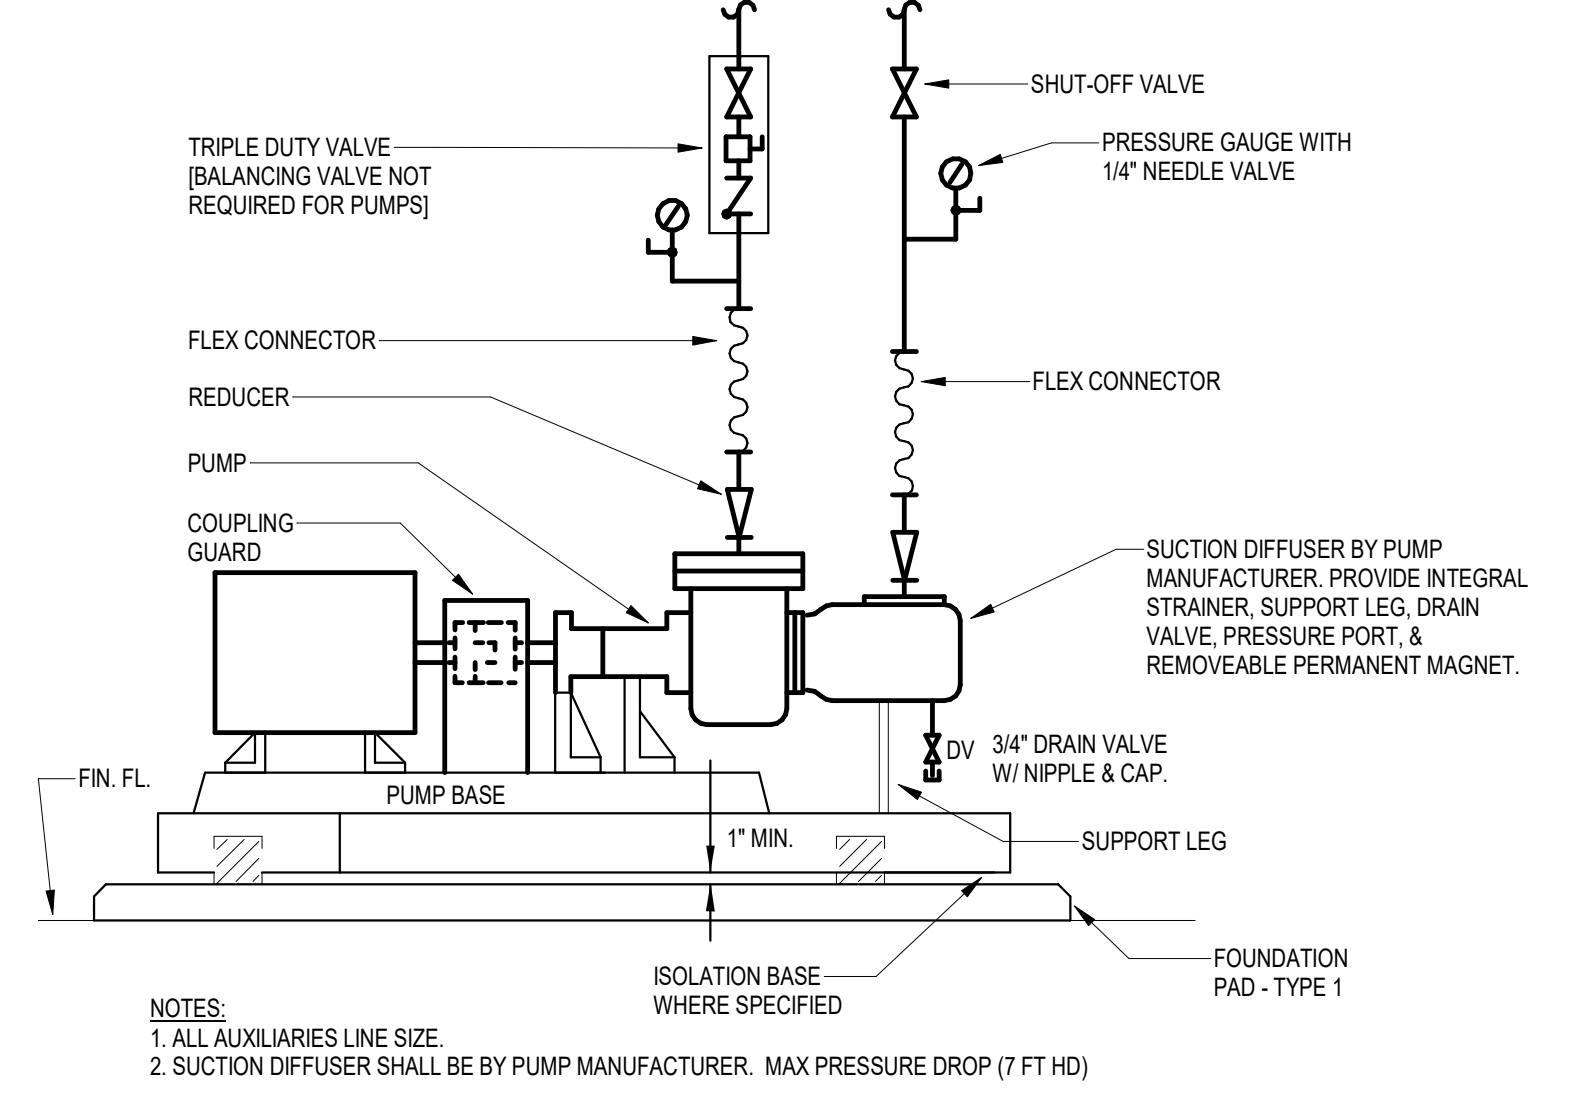 SHUT-OFF VALVE
TRIPLE DUTY VALVE
[BALANCING VALVE NOT
REQUIRED FOR PUMPS]
PRESSURE GAUGE WITH
1/4" NEEDLE VALVE
FLEX CONNECTOR
FLEX CONNECTOR
REDUCER
PUMP
COUPLING
GUARD
SUCTION DIFFUSER BY PUMP
MANUFACTURER. PROVIDE INTEGRAL
STRAINER, SUPPORT LEG, DRAIN
VALVE, PRESSURE PORT, &
REMOVEABLE PERMANENT MAGNET.
DV
3/4" DRAIN VALVE
W/ NIPPLE & CAP.
FIN. FL.
PUMP BASE
1" MIN.
SUPPORT LEG
ISOLATION BASE
WHERE SPECIFIED
FOUNDATION
PAD - TYPE 1
NOTES:
1. ALL AUXILIARIES LINE SIZE.
2. SUCTION DIFFUSER SHALL BE BY PUMP MANUFACTURER.  MAX PRESSURE DROP (7 FT HD)